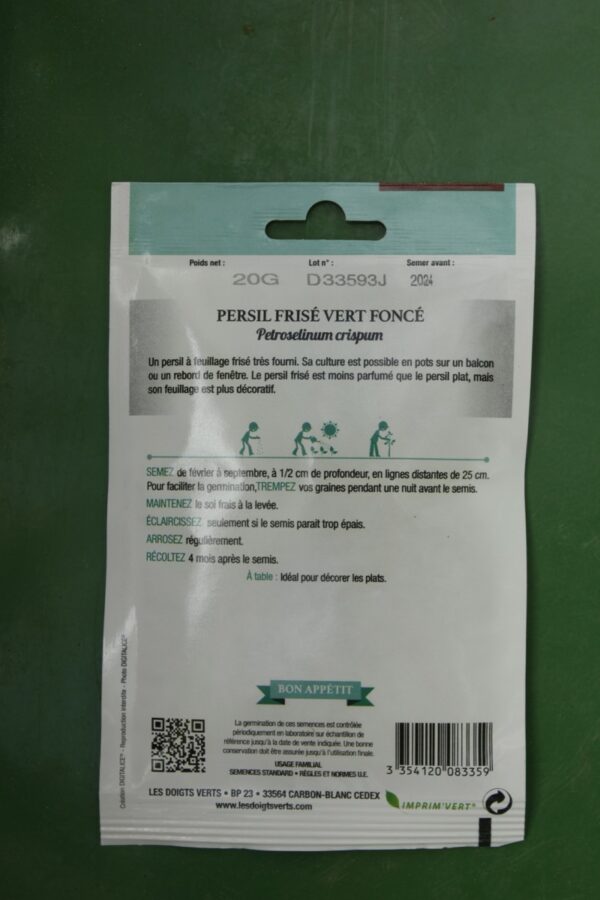 Poids net : Lot n° : Semer avant :
20G D33593J 2024
PERSIL FRISÉ VERT FONCÉ
Petroselinum crispum
Un persil à feuillage frisé très fourni. Sa culture est possible en pots sur un balcon
ou un rebord de fenêtre. Le persil frisé est moins parfumé que le persil plat, mais
son feuillage est plus décoratif.
SEMEZ de février à septembre, à 1/2 cm de profondeur, en lignes distantes de 25 cm.
Pour faciliter la germination, TREMPEZ vos graines pendant une nuit avant le semis.
MAINTENEZ le soi frais à la levée.
ÉCLAIRCISSEZ seulement si le semis parait trop épais.
ARROSEZ régulièrement.
RÉCOLTEZ 4 mois après le semis.
À table : Idéal pour décorer les plats.
BON APPÉTIT
La germination de ces semences est contrôlée
périodiquement en laboratoire sur échantillon de
référence jusqu'à la date de vente indiquée. Une bonne
conservation doit être assurée jusqu'à l'utilisation finale.
USAGE FAMILIAL
SEMENCES STANDARD • RÈGLES ET NORMES U.E.
3 354120 083359
LES DOIGTS VERTS • BP 23 • 33564 CARBON-BLANC CEDEX
www.lesdoigtsverts.com
IMPRIM'VERT®
Création DIGITALICE® - Reproduction interdite - Photo DIGITALICE®